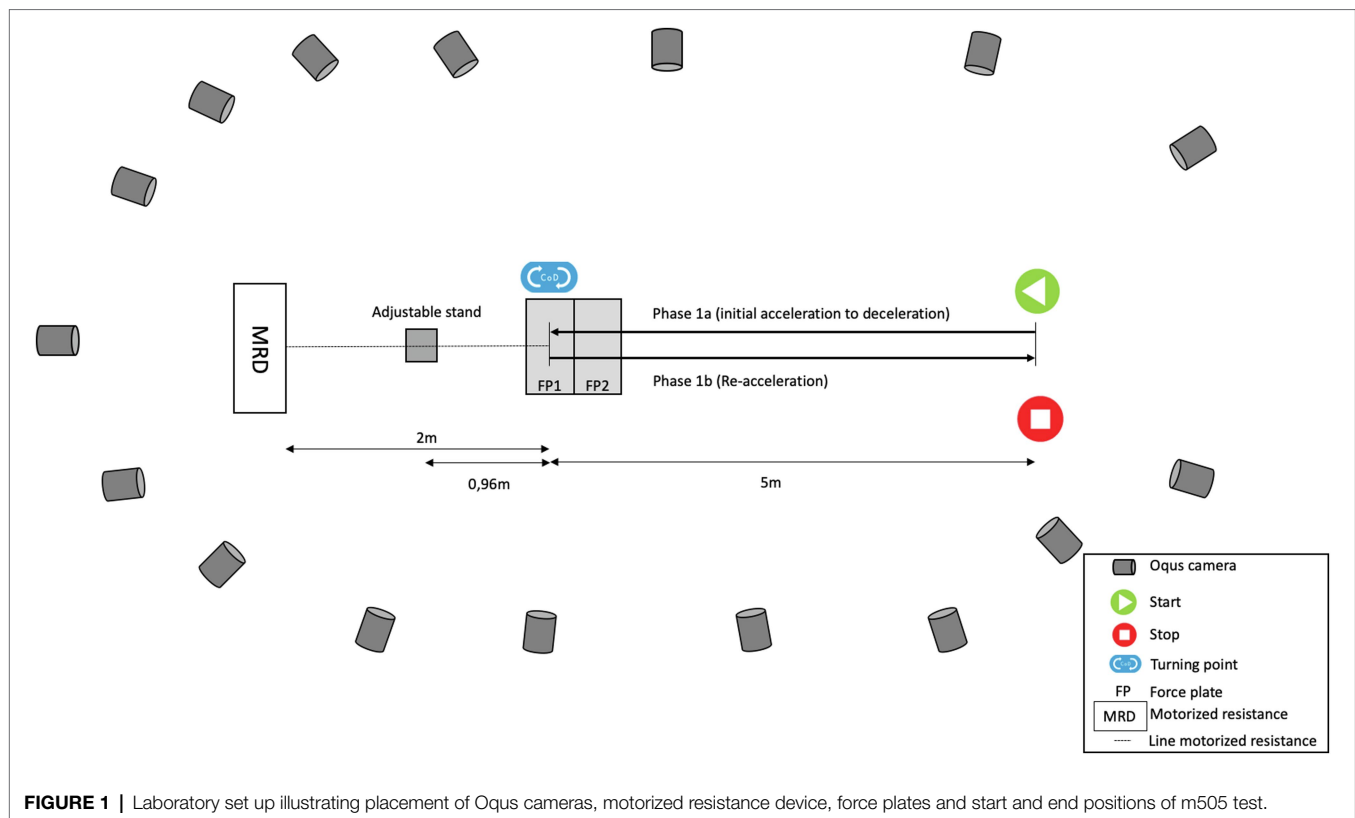 CoD
Adjustable stand
Phase 1a (initial acceleration to deceleration)
MRD
FP1 FP2
Phase 1b (Re-acceleration)
2m
0,96m
5m
Oqus camera
Start
Stop
CoD Turning point
FP Force plate
MRD Motorized resistance
Line motorized resistance
FIGURE 1 | Laboratory set up illustrating placement of Oqus cameras, motorized resistance device, force plates and start and end positions of m505 test.